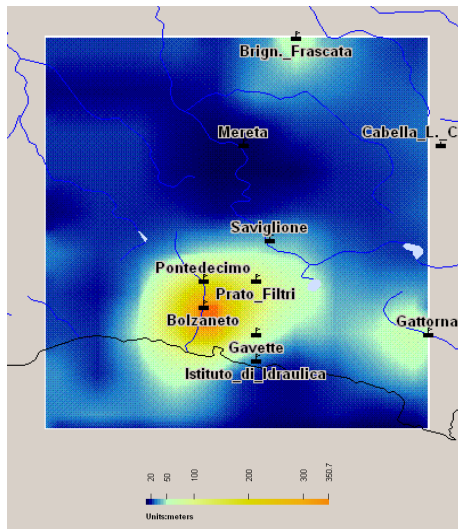 Brign._Frascata
Mereta
Cabella_L._C
Saviglione
Pontedecimo
Prato_Filtri
Bolzaneto
Gattorna
Gavette
Istituto_di_Idraulica
20 50 100 200 300 350.7
Units:meters